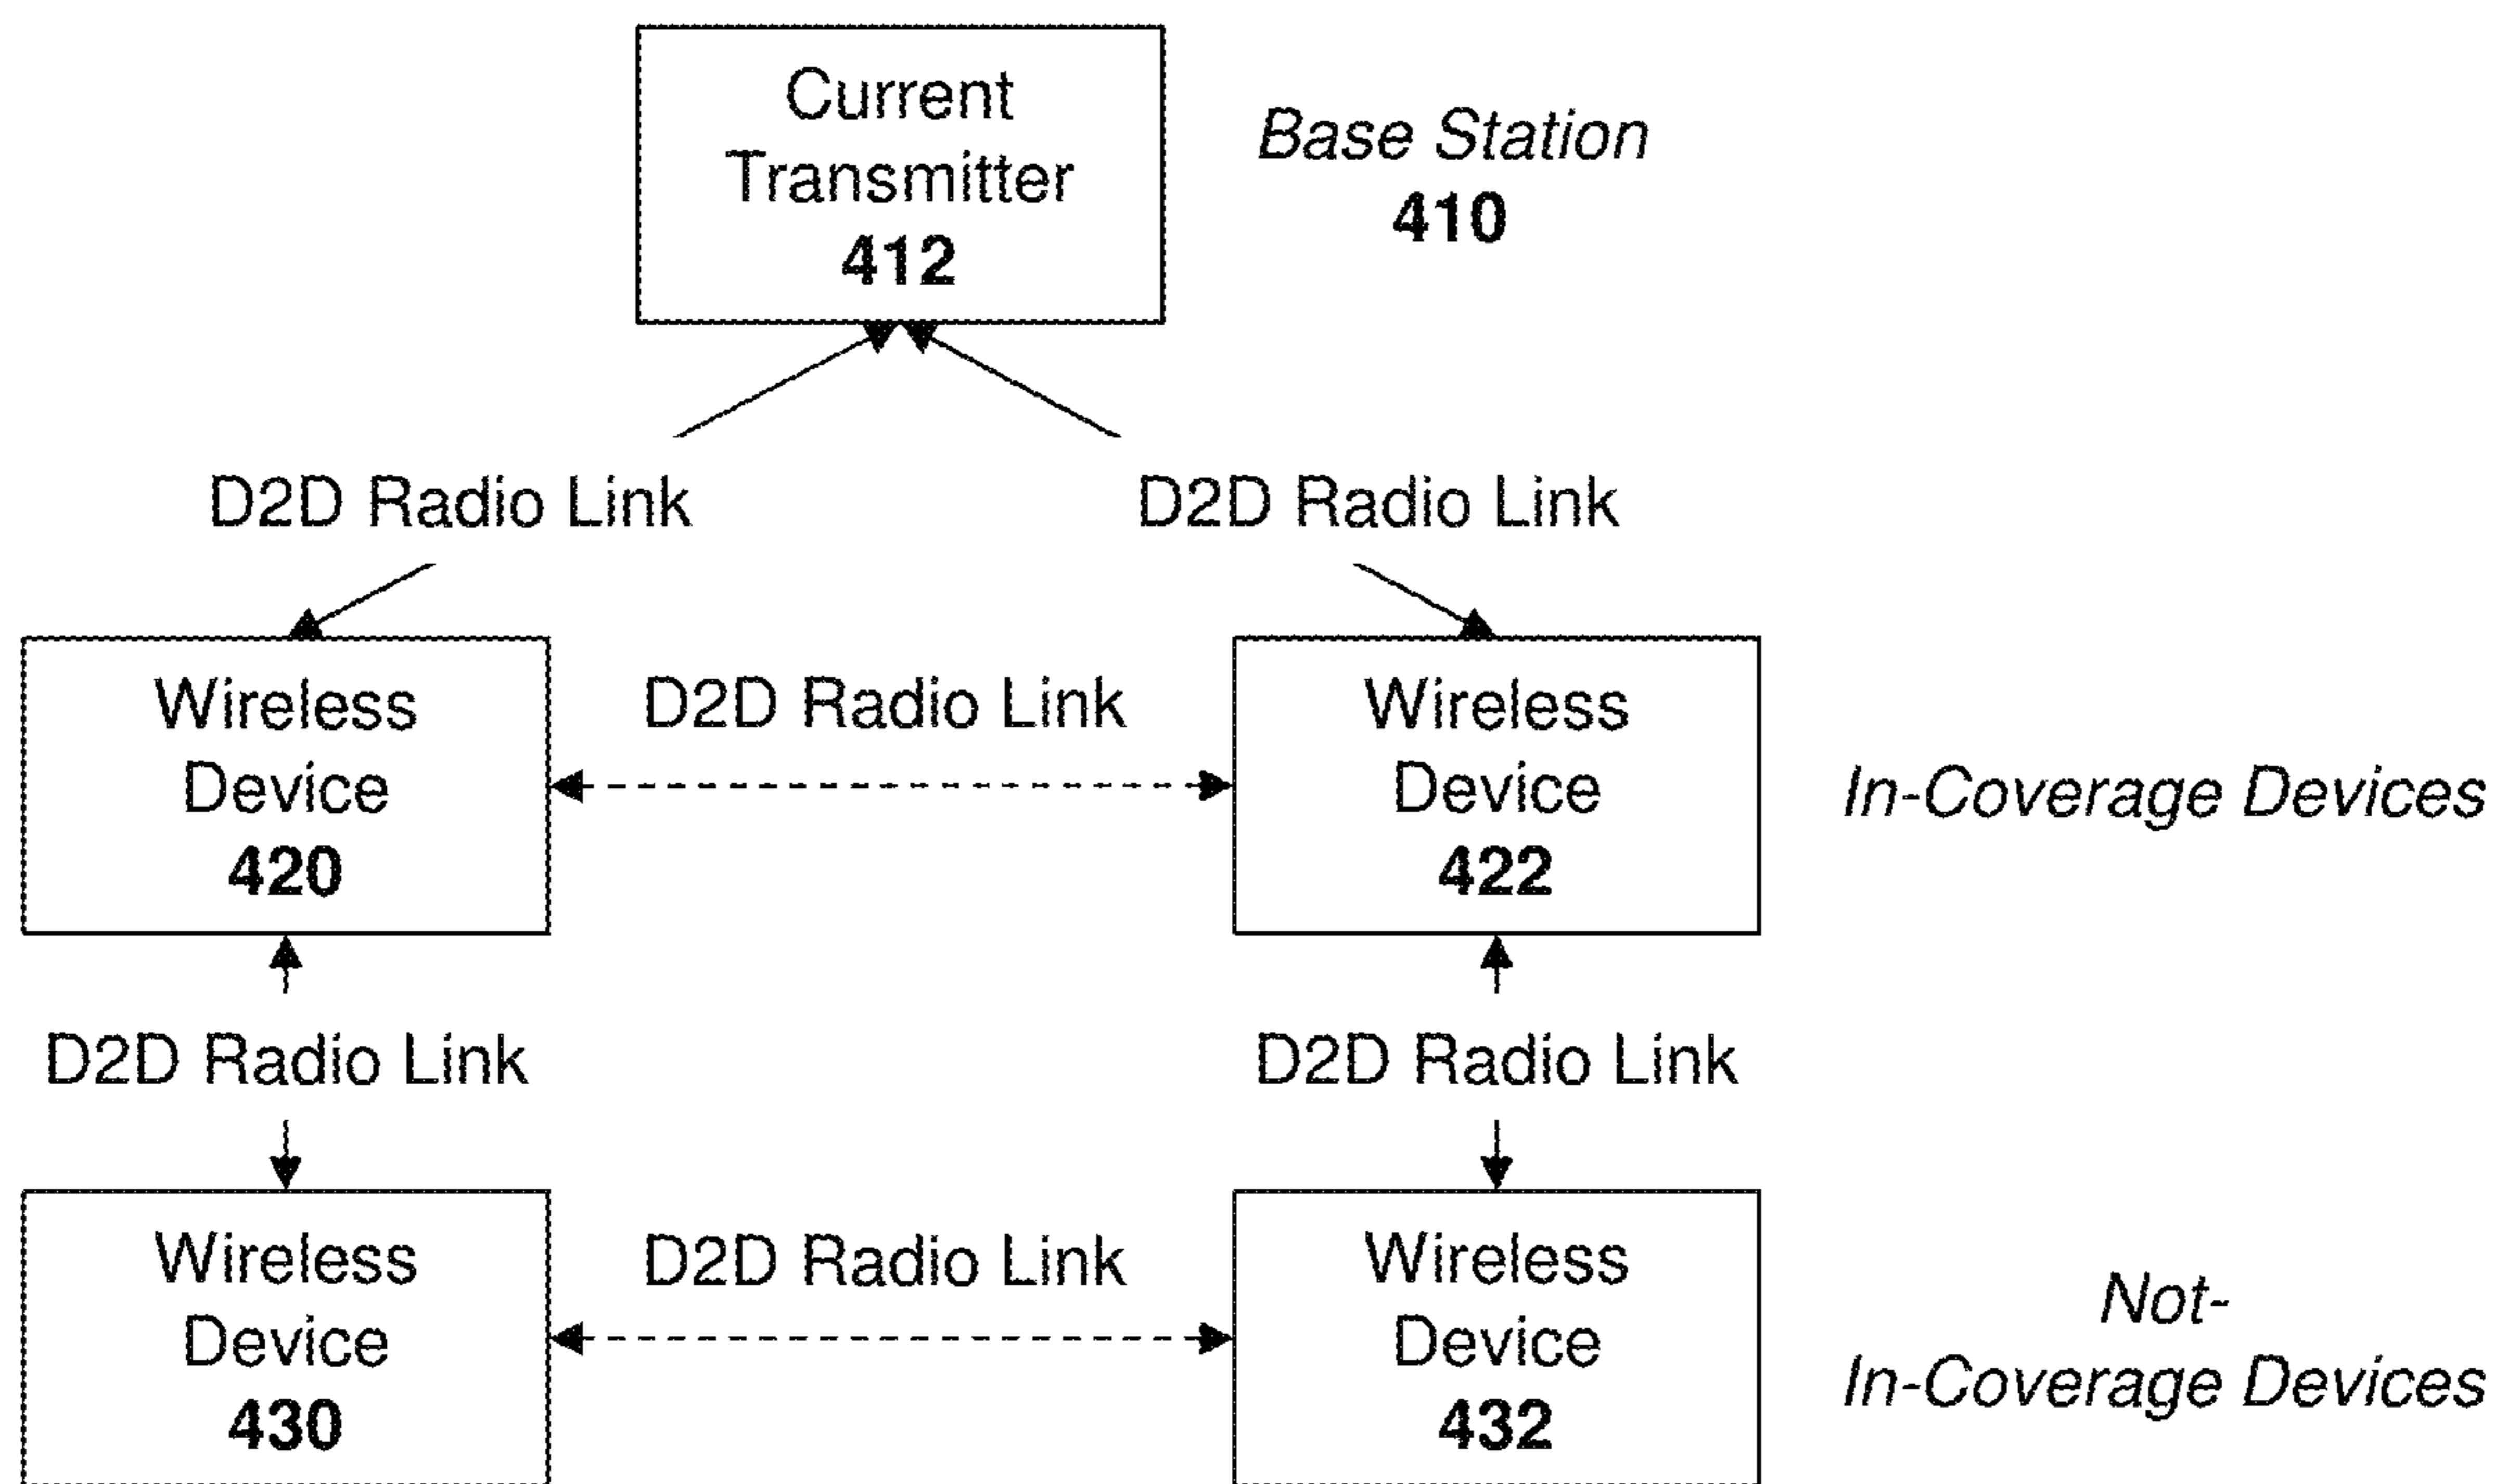 Current
Transmitter
412
Base Station
410
D2D Radio Link
D2D Radio Link
Wireless
Device
420
D2D Radio Link
Wireless
Device
422
In-Coverage Devices
D2D Radio Link
D2D Radio Link
Wireless
Device
430
D2D Radio Link
Wireless
Device
432
Not-
In-Coverage Devices